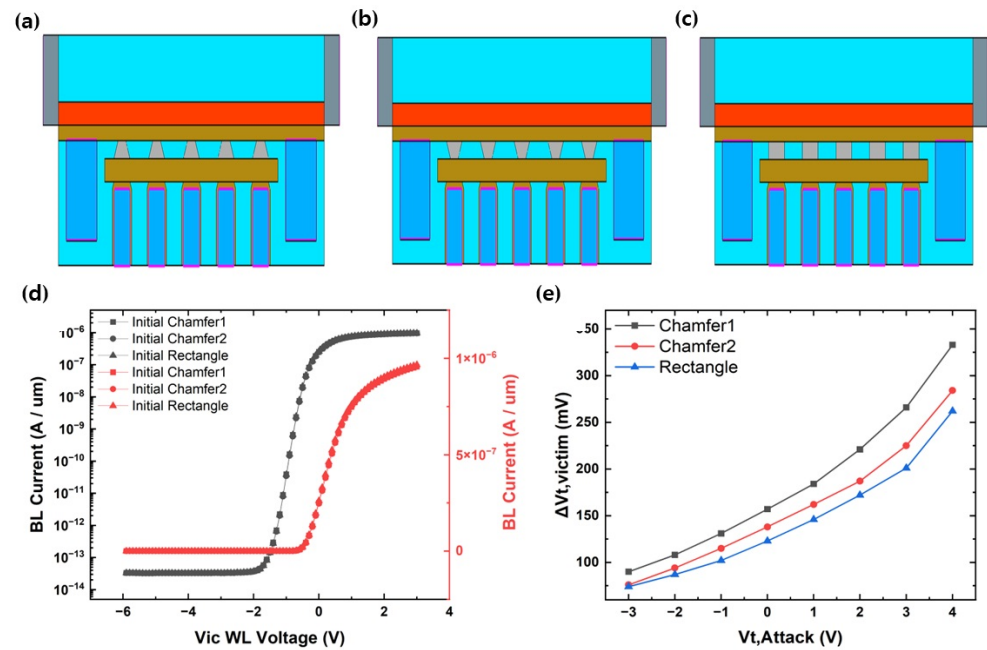 (a)
(b)
(c)
(d)
Initial Chamfer1
Initial Chamfer2
Initial Rectangle
Initial Chamfer1
Initial Chamfer2
Initial Rectangle
BL Current (A / um)
10⁻⁶
10⁻⁷
10⁻⁸
10⁻⁹
10⁻¹⁰
10⁻¹¹
10⁻¹²
10⁻¹³
10⁻¹⁴
1×10⁻⁶
5×10⁻⁷
0
BL Current (A / um)
−6 −4 −2 0 2 4
Vic WL Voltage (V)
(e)
Chamfer1
Chamfer2
Rectangle
ΔVt,victim (mV)
50
300
250
200
150
100
−3 −2 −1 0 1 2 3 4
Vt,Attack (V)